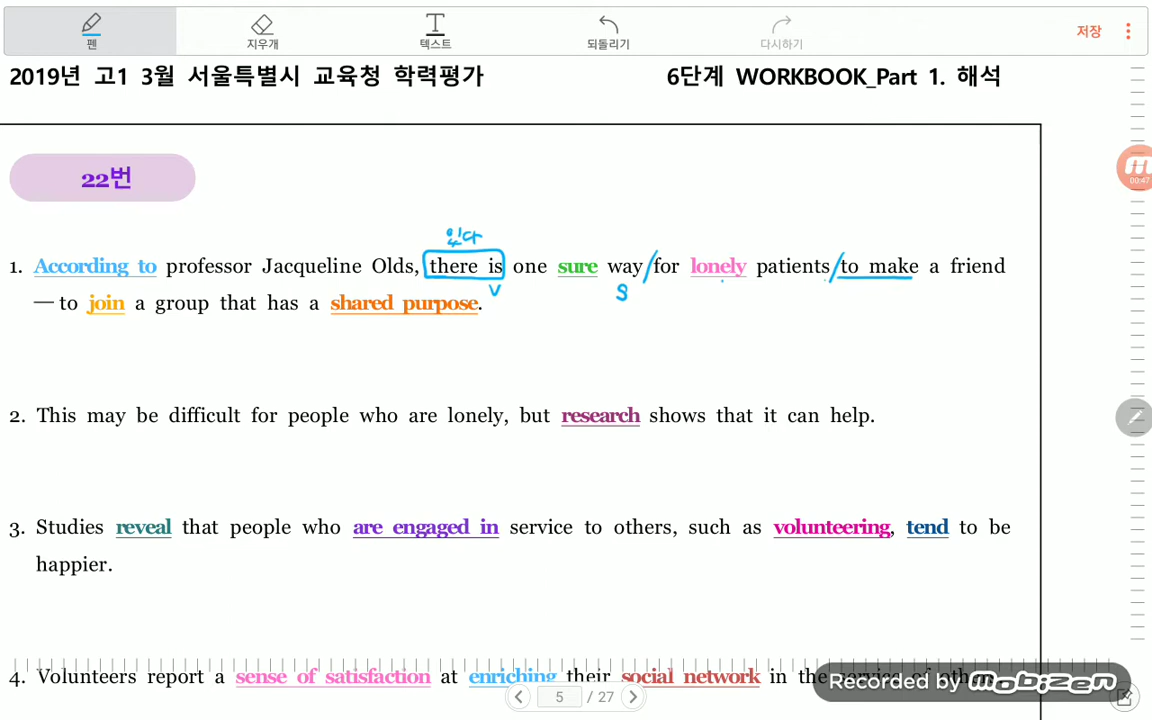 펜 지우개 텍스트 되돌리기 다시하기 저장
2019년 고1 3월 서울특별시 교육청 학력평가 6단계 WORKBOOK_Part 1. 해석
00:47
22번
있다
1. According to professor Jacqueline Olds, there is one sure way / for lonely patients / to make a friend
V S
— to join a group that has a shared purpose.
2. This may be difficult for people who are lonely, but research shows that it can help.
3. Studies reveal that people who are engaged in service to others, such as volunteering, tend to be
happier.
4. Volunteers report a sense of satisfaction at enriching their social network in the service of others.
Recorded by mobizen
5 / 27